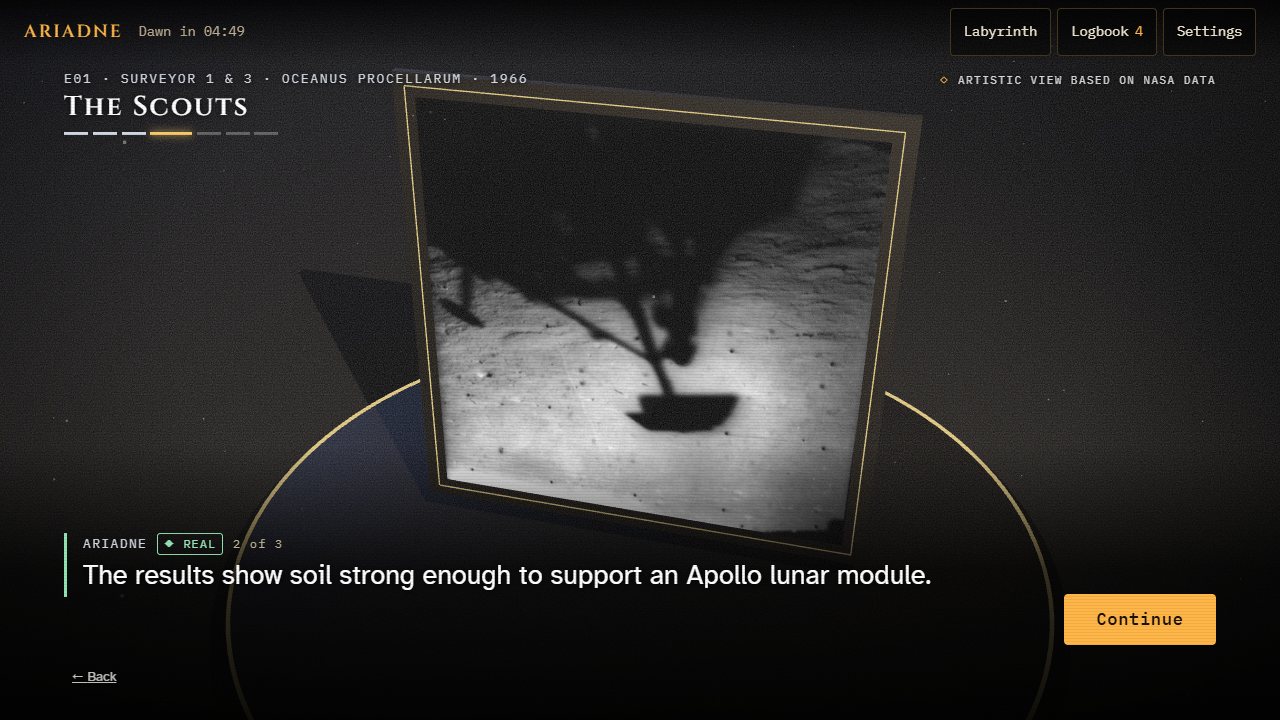 ARIADNE Dawn in 04:49 Labyrinth Logbook 4 Settings
E01 · SURVEYOR 1 & 3 · OCEANUS PROCELLARUM · 1966
◇ ARTISTIC VIEW BASED ON NASA DATA
The Scouts
ARIADNE ◆ REAL 2 of 3
The results show soil strong enough to support an Apollo lunar module.
Continue
← Back